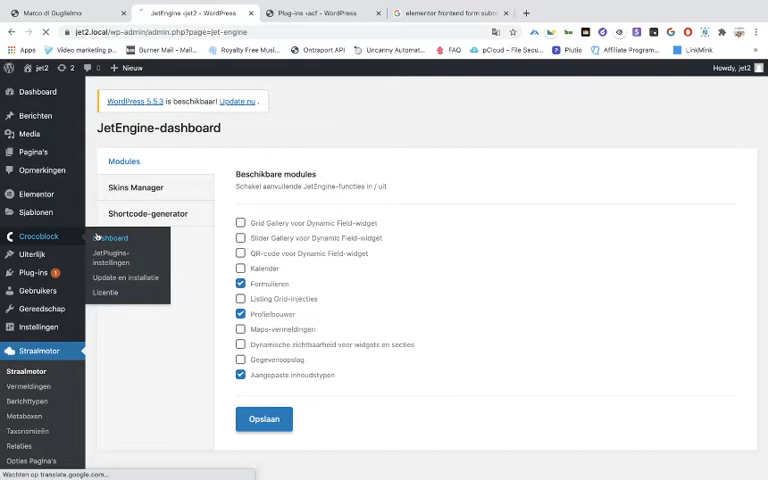 Marco di Guglielmo
JetEngine ‹jet2 - WordPress
Plug-ins ‹acf - WordPress
elementor frontend form subm
jet2.local/wp-admin/admin.php?page=jet-engine
Apps
Video marketing p...
Burner Mail - Mail...
Royalty Free Musi...
Ontraport API
Uncanny Automat...
FAQ
pCloud - File Secu...
Plutio
Affiliate Program...
LinkMink
jet2
2
0
Nieuw
Howdy, jet2
Dashboard
Berichten
Media
Pagina's
Opmerkingen
Elementor
Sjablonen
Crocoblock
Uiterlijk
Plug-ins 1
Gebruikers
Gereedschap
Instellingen
Straalmotor
Straalmotor
Vermeldingen
Berichttypen
Metaboxen
Taxonomieën
Relaties
Opties Pagina's
Dashboard
JetPlugins-
instellingen
Update en installatie
Licentie
WordPress 5.5.3 is beschikbaar! Update nu .
JetEngine-dashboard
Modules
Skins Manager
Shortcode-generator
Beschikbare modules
Schakel aanvullende JetEngine-functies in / uit
Grid Gallery voor Dynamic Field-widget
Slider Gallery voor Dynamic Field-widget
QR-code voor Dynamic Field-widget
Kalender
Formulieren
Listing Grid-injecties
Profielbouwer
Maps-vermeldingen
Dynamische zichtbaarheid voor widgets en secties
Gegevensopslag
Aangepaste inhoudstypen
Opslaan
Wachten op translate.google.com...